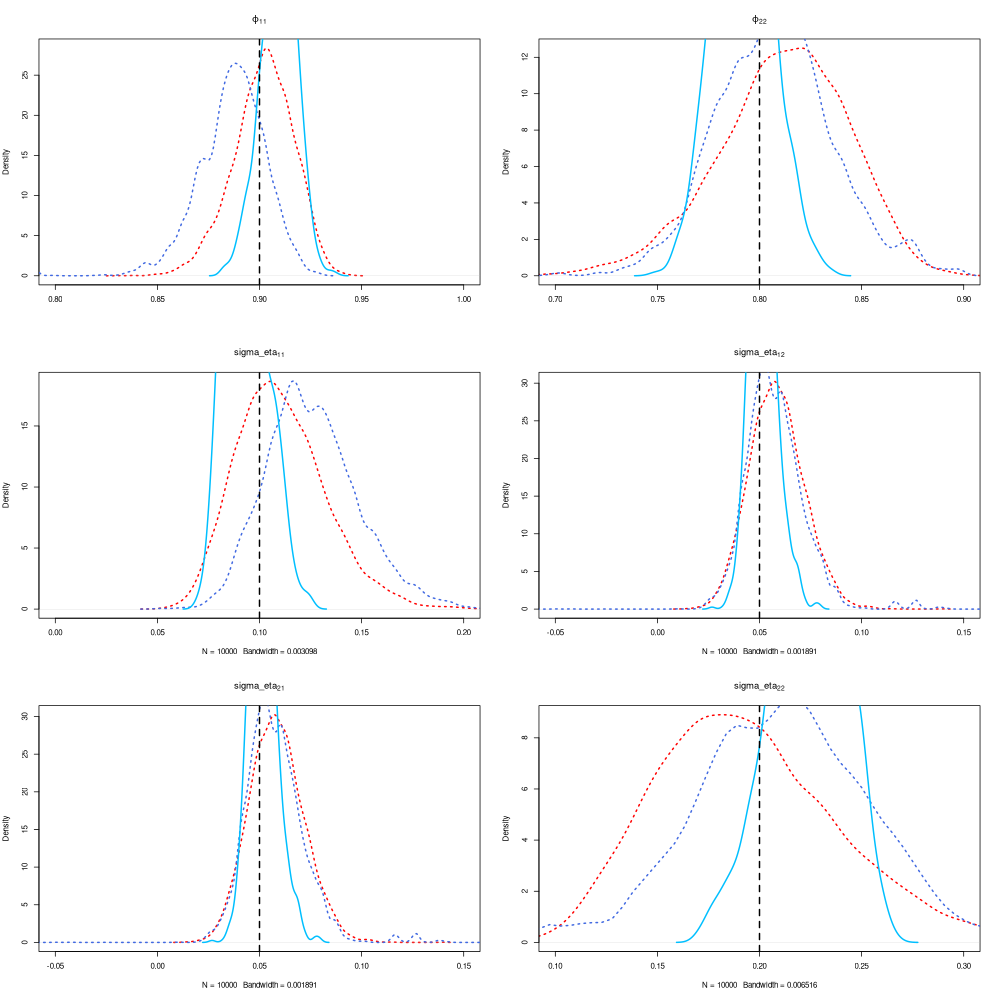 ϕ₁₁
Density
0 5 10 15 20 25
0.80 0.85 0.90 0.95 1.00
ϕ₂₂
Density
0 2 4 6 8 10 12
0.70 0.75 0.80 0.85 0.90
sigma_eta₁₁
Density
0 5 10 15
0.00 0.05 0.10 0.15 0.20
N = 10000 Bandwidth = 0.003098
sigma_eta₁₂
Density
0 5 10 15 20 25 30
-0.05 0.00 0.05 0.10 0.15
N = 10000 Bandwidth = 0.001891
sigma_eta₂₁
Density
0 5 10 15 20 25 30
-0.05 0.00 0.05 0.10 0.15
N = 10000 Bandwidth = 0.001891
sigma_eta₂₂
Density
0 2 4 6 8
0.10 0.15 0.20 0.25 0.30
N = 10000 Bandwidth = 0.006516